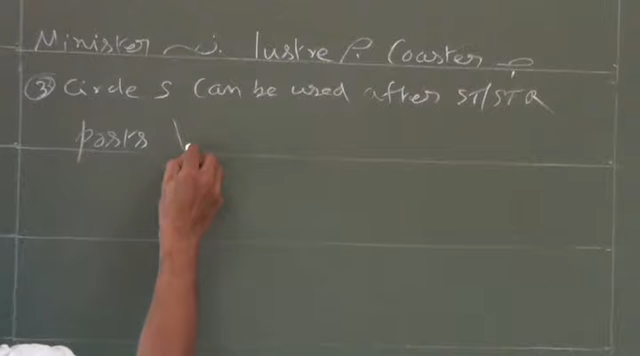 Minister lustre Coaster
③ Circle S Can be used after ST/STR
posts